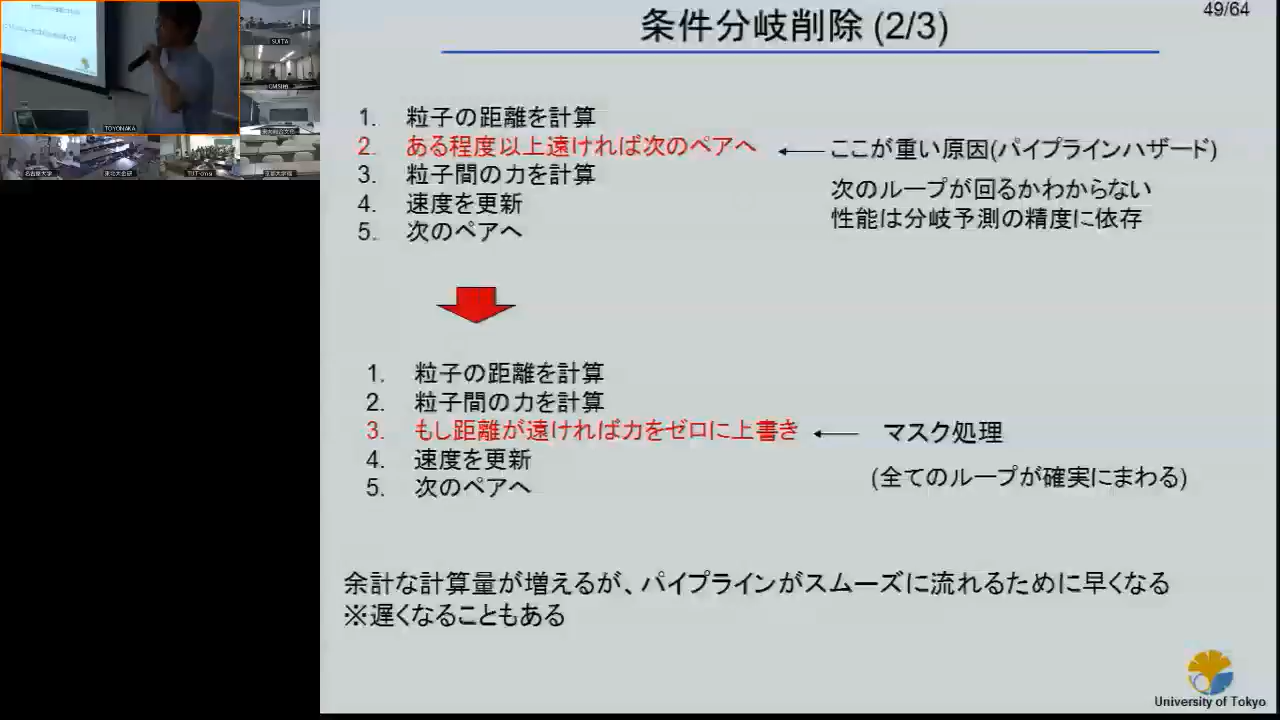 条件分岐削除 (2/3)
49/64
1. 粒子の距離を計算
2. ある程度以上遠ければ次のペアへ
ここが重い原因(パイプラインハザード)
3. 粒子間の力を計算
次のループが回るかわからない
4. 速度を更新
性能は分岐予測の精度に依存
5. 次のペアへ
1. 粒子の距離を計算
2. 粒子間の力を計算
3. もし距離が遠ければ力をゼロに上書き
マスク処理
4. 速度を更新
(全てのループが確実にまわる)
5. 次のペアへ
余計な計算量が増えるが、パイプラインがスムーズに流れるために早くなる
※遅くなることもある
University of Tokyo
TOYONAKA
SUITA
名古屋大学